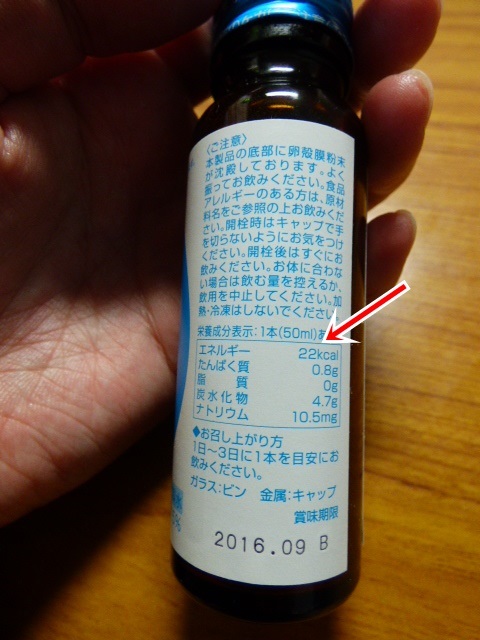 〈ご注意〉
本製品の底部に卵殻膜粉末
が沈殿しております。よく
振ってお飲みください。食品
アレルギーのある方は、原材
料名をご参照の上お飲みくだ
さい。開栓時はキャップで手
を切らないようにお気をつけ
ください。開栓後はすぐにお
飲みください。お体に合わな
い場合は飲む量を控えるか、
飲用を中止してください。加
熱・冷凍はしないでください。
栄養成分表示：1本(50ml)あ
エネルギー 22kcal
たんぱく質 0.8g
脂質 0g
炭水化物 4.7g
ナトリウム 10.5mg
◆お召し上がり方
1日～3日に1本を目安にお
飲みください。
ガラス：ビン 金属：キャップ
賞味期限
2016.09 B